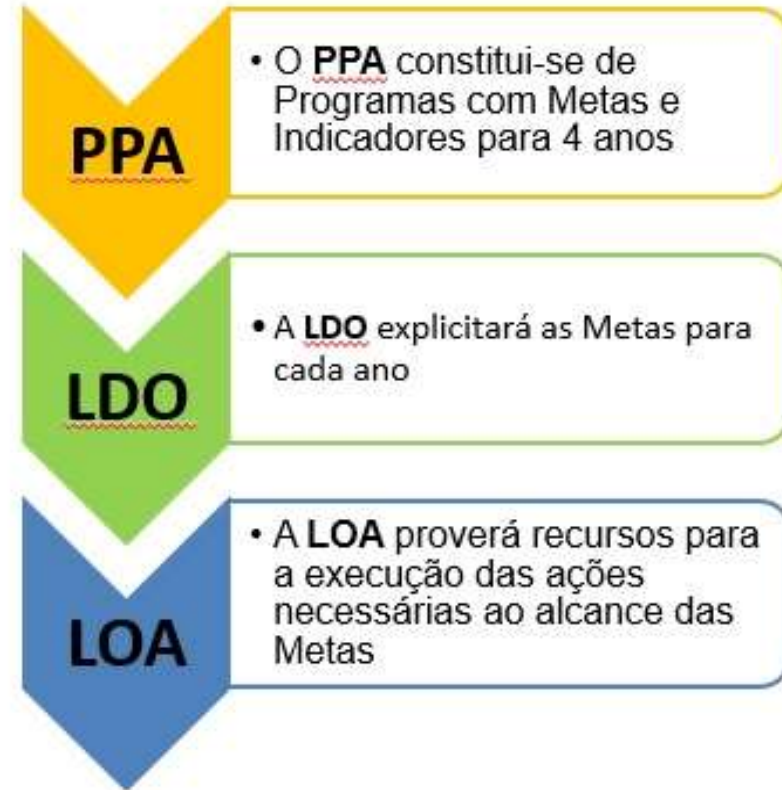 PPA
• O PPA constitui-se de
Programas com Metas e
Indicadores para 4 anos
LDO
• A LDO explicitará as Metas para
cada ano
LOA
• A LOA proverá recursos para
a execução das ações
necessárias ao alcance das
Metas